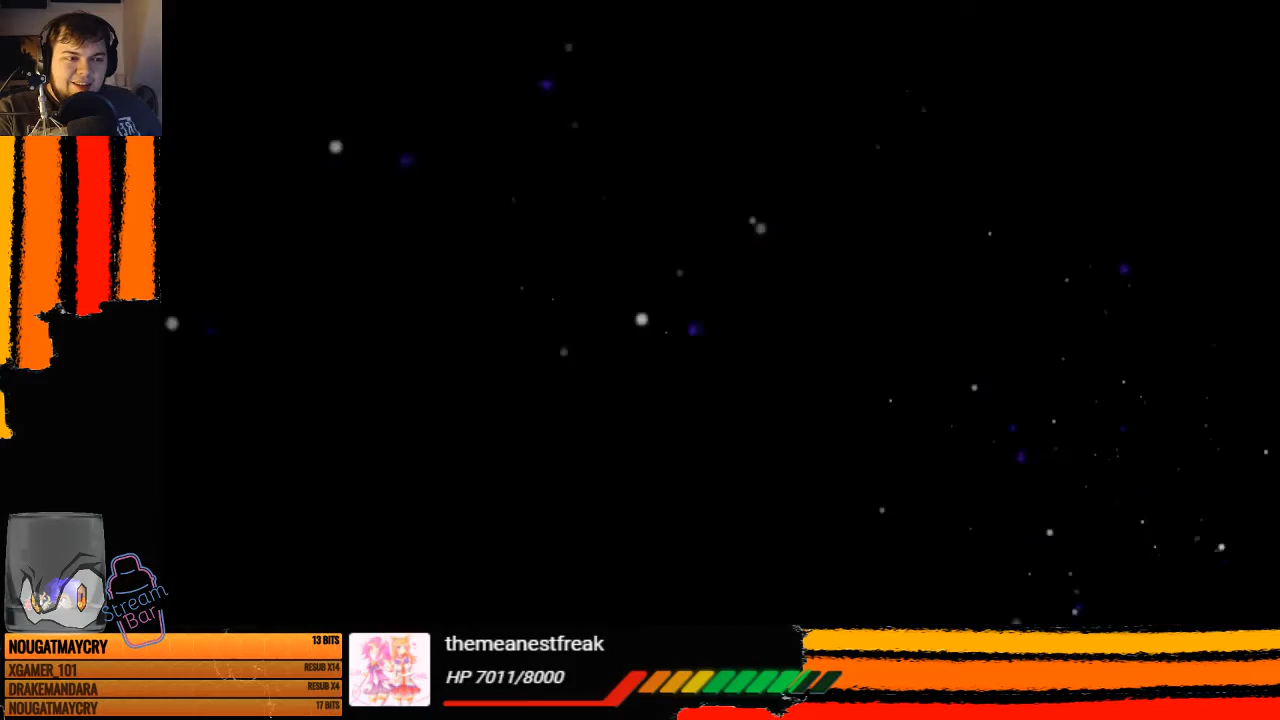 Stream
Bar
NOUGATMAYCRY 13 BITS
XGAMER_101 RESUB X14
DRAKEMANDARA RESUB X4
NOUGATMAYCRY 17 BITS
themeanestfreak
HP 7011/8000